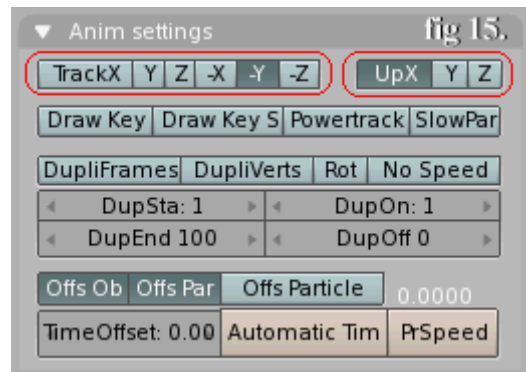 Anim settings fig 15.
TrackX Y Z -X -Y -Z UpX Y Z
Draw Key Draw Key S Powertrack SlowPar
DupliFrames DupliVerts Rot No Speed
DupSta: 1 DupOn: 1
DupEnd 100 DupOff 0
Offs Ob Offs Par Offs Particle 0.0000
TimeOffset: 0.00 Automatic Tim PrSpeed